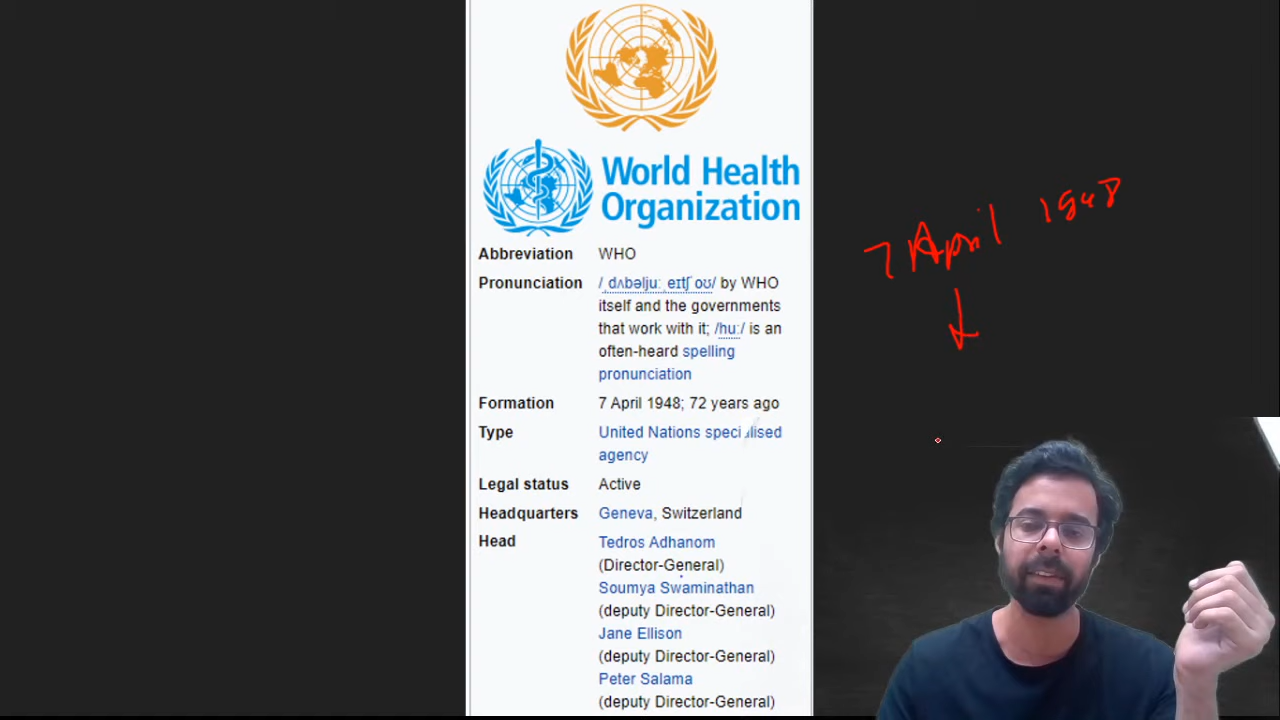 World Health
Organization
Abbreviation WHO
Pronunciation /ˌdʌbəljuːˌeɪtʃˈoʊ/ by WHO
itself and the governments
that work with it; /huː/ is an
often-heard spelling
pronunciation
Formation 7 April 1948; 72 years ago
Type United Nations specialised
agency
Legal status Active
Headquarters Geneva, Switzerland
Head Tedros Adhanom
(Director-General)
Soumya Swaminathan
(deputy Director-General)
Jane Ellison
(deputy Director-General)
Peter Salama
(deputy Director-General)
7 April 1948